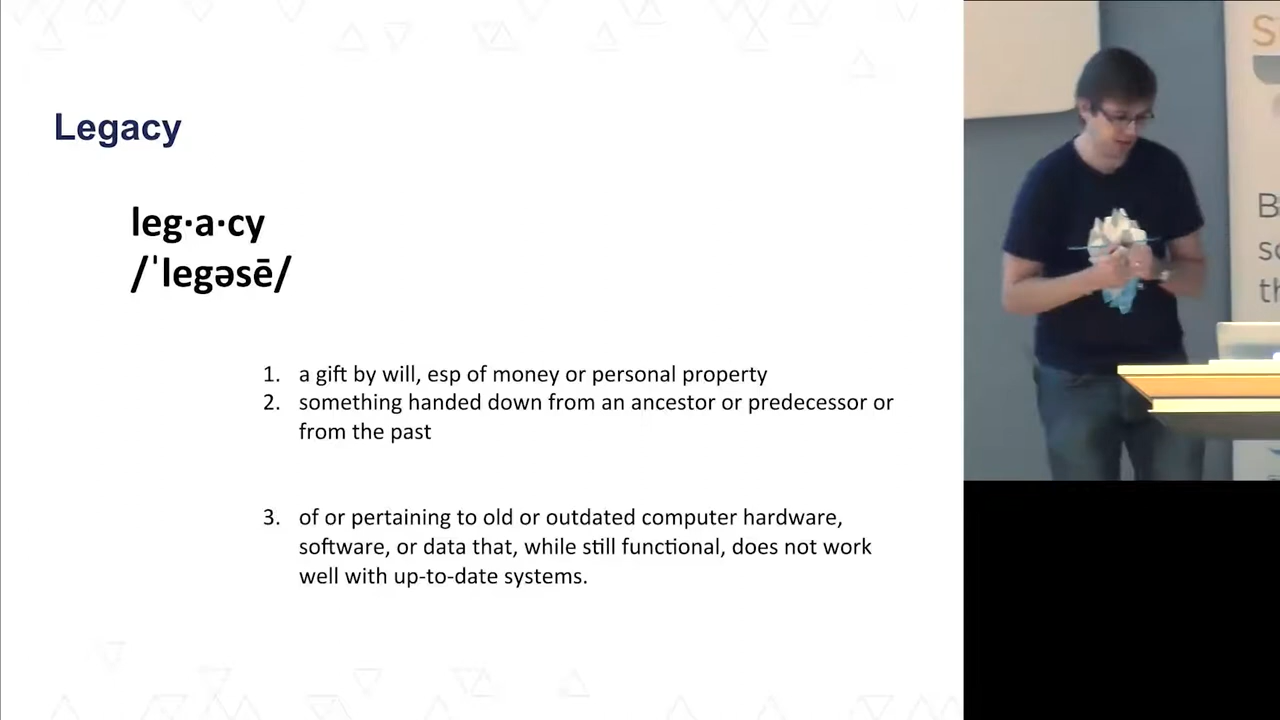 Legacy
leg·a·cy
/ˈlegəsē/
1. a gift by will, esp of money or personal property
2. something handed down from an ancestor or predecessor or
from the past
3. of or pertaining to old or outdated computer hardware,
software, or data that, while still functional, does not work
well with up-to-date systems.